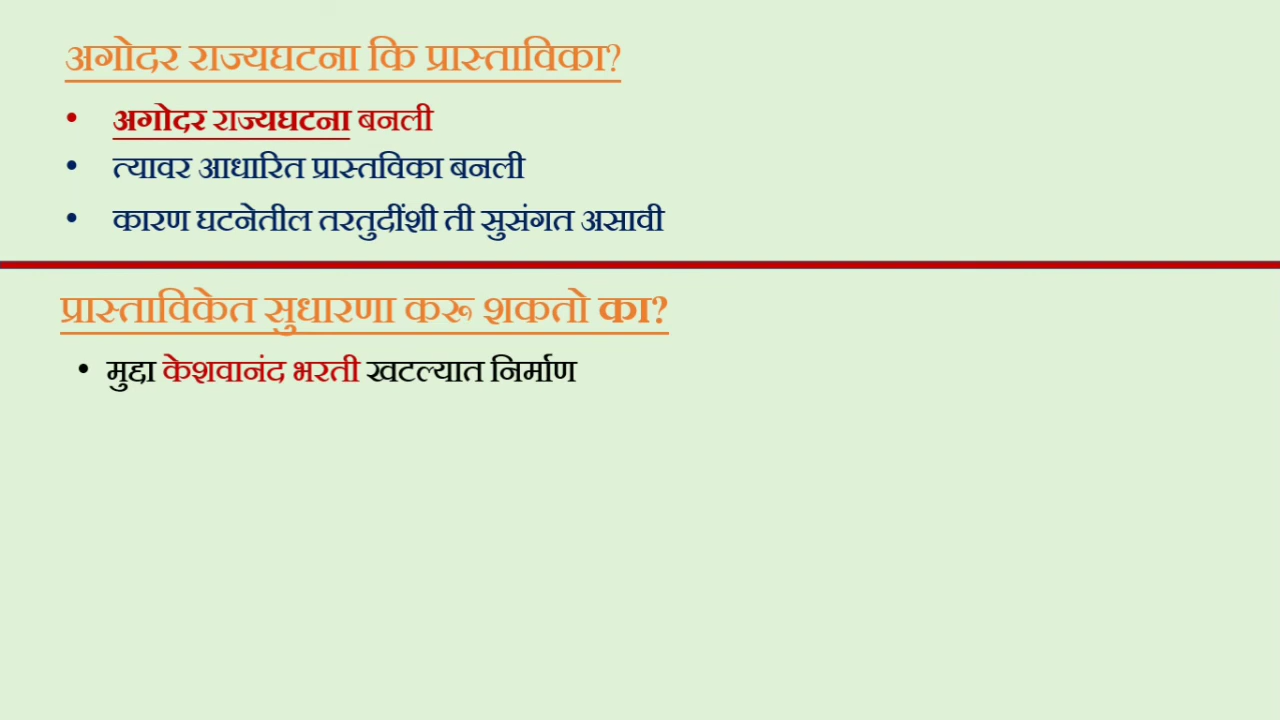 अगोदर राज्यघटना कि प्रास्ताविका?
• अगोदर राज्यघटना बनली
• त्यावर आधारित प्रास्तविका बनली
• कारण घटनेतील तरतुदींशी ती सुसंगत असावी
प्रास्ताविकेत सुधारणा करू शकतो का?
• मुद्दा केशवानंद भरती खटल्यात निर्माण